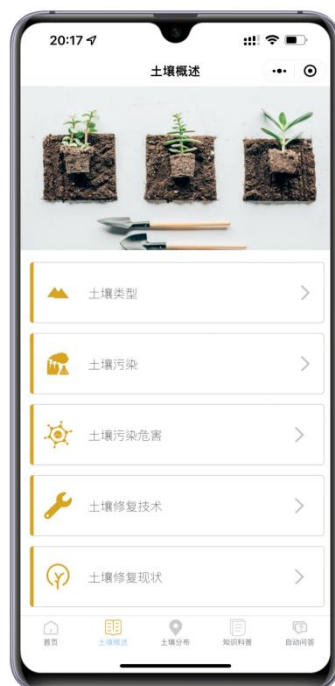 20:17
土壤概述
土壤类型
土壤污染
土壤污染危害
土壤修复技术
土壤修复现状
首页 土壤概述 土壤分布 知识科普 自动问答